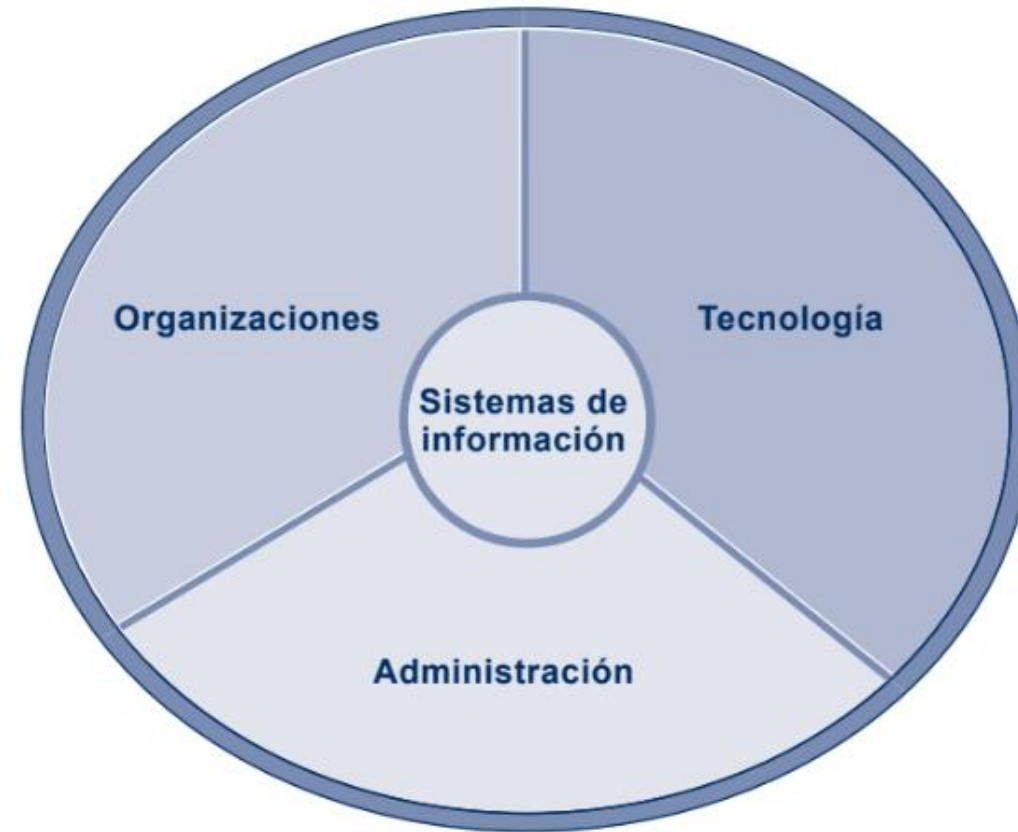 Organizaciones
Tecnología
Sistemas de
información
Administración